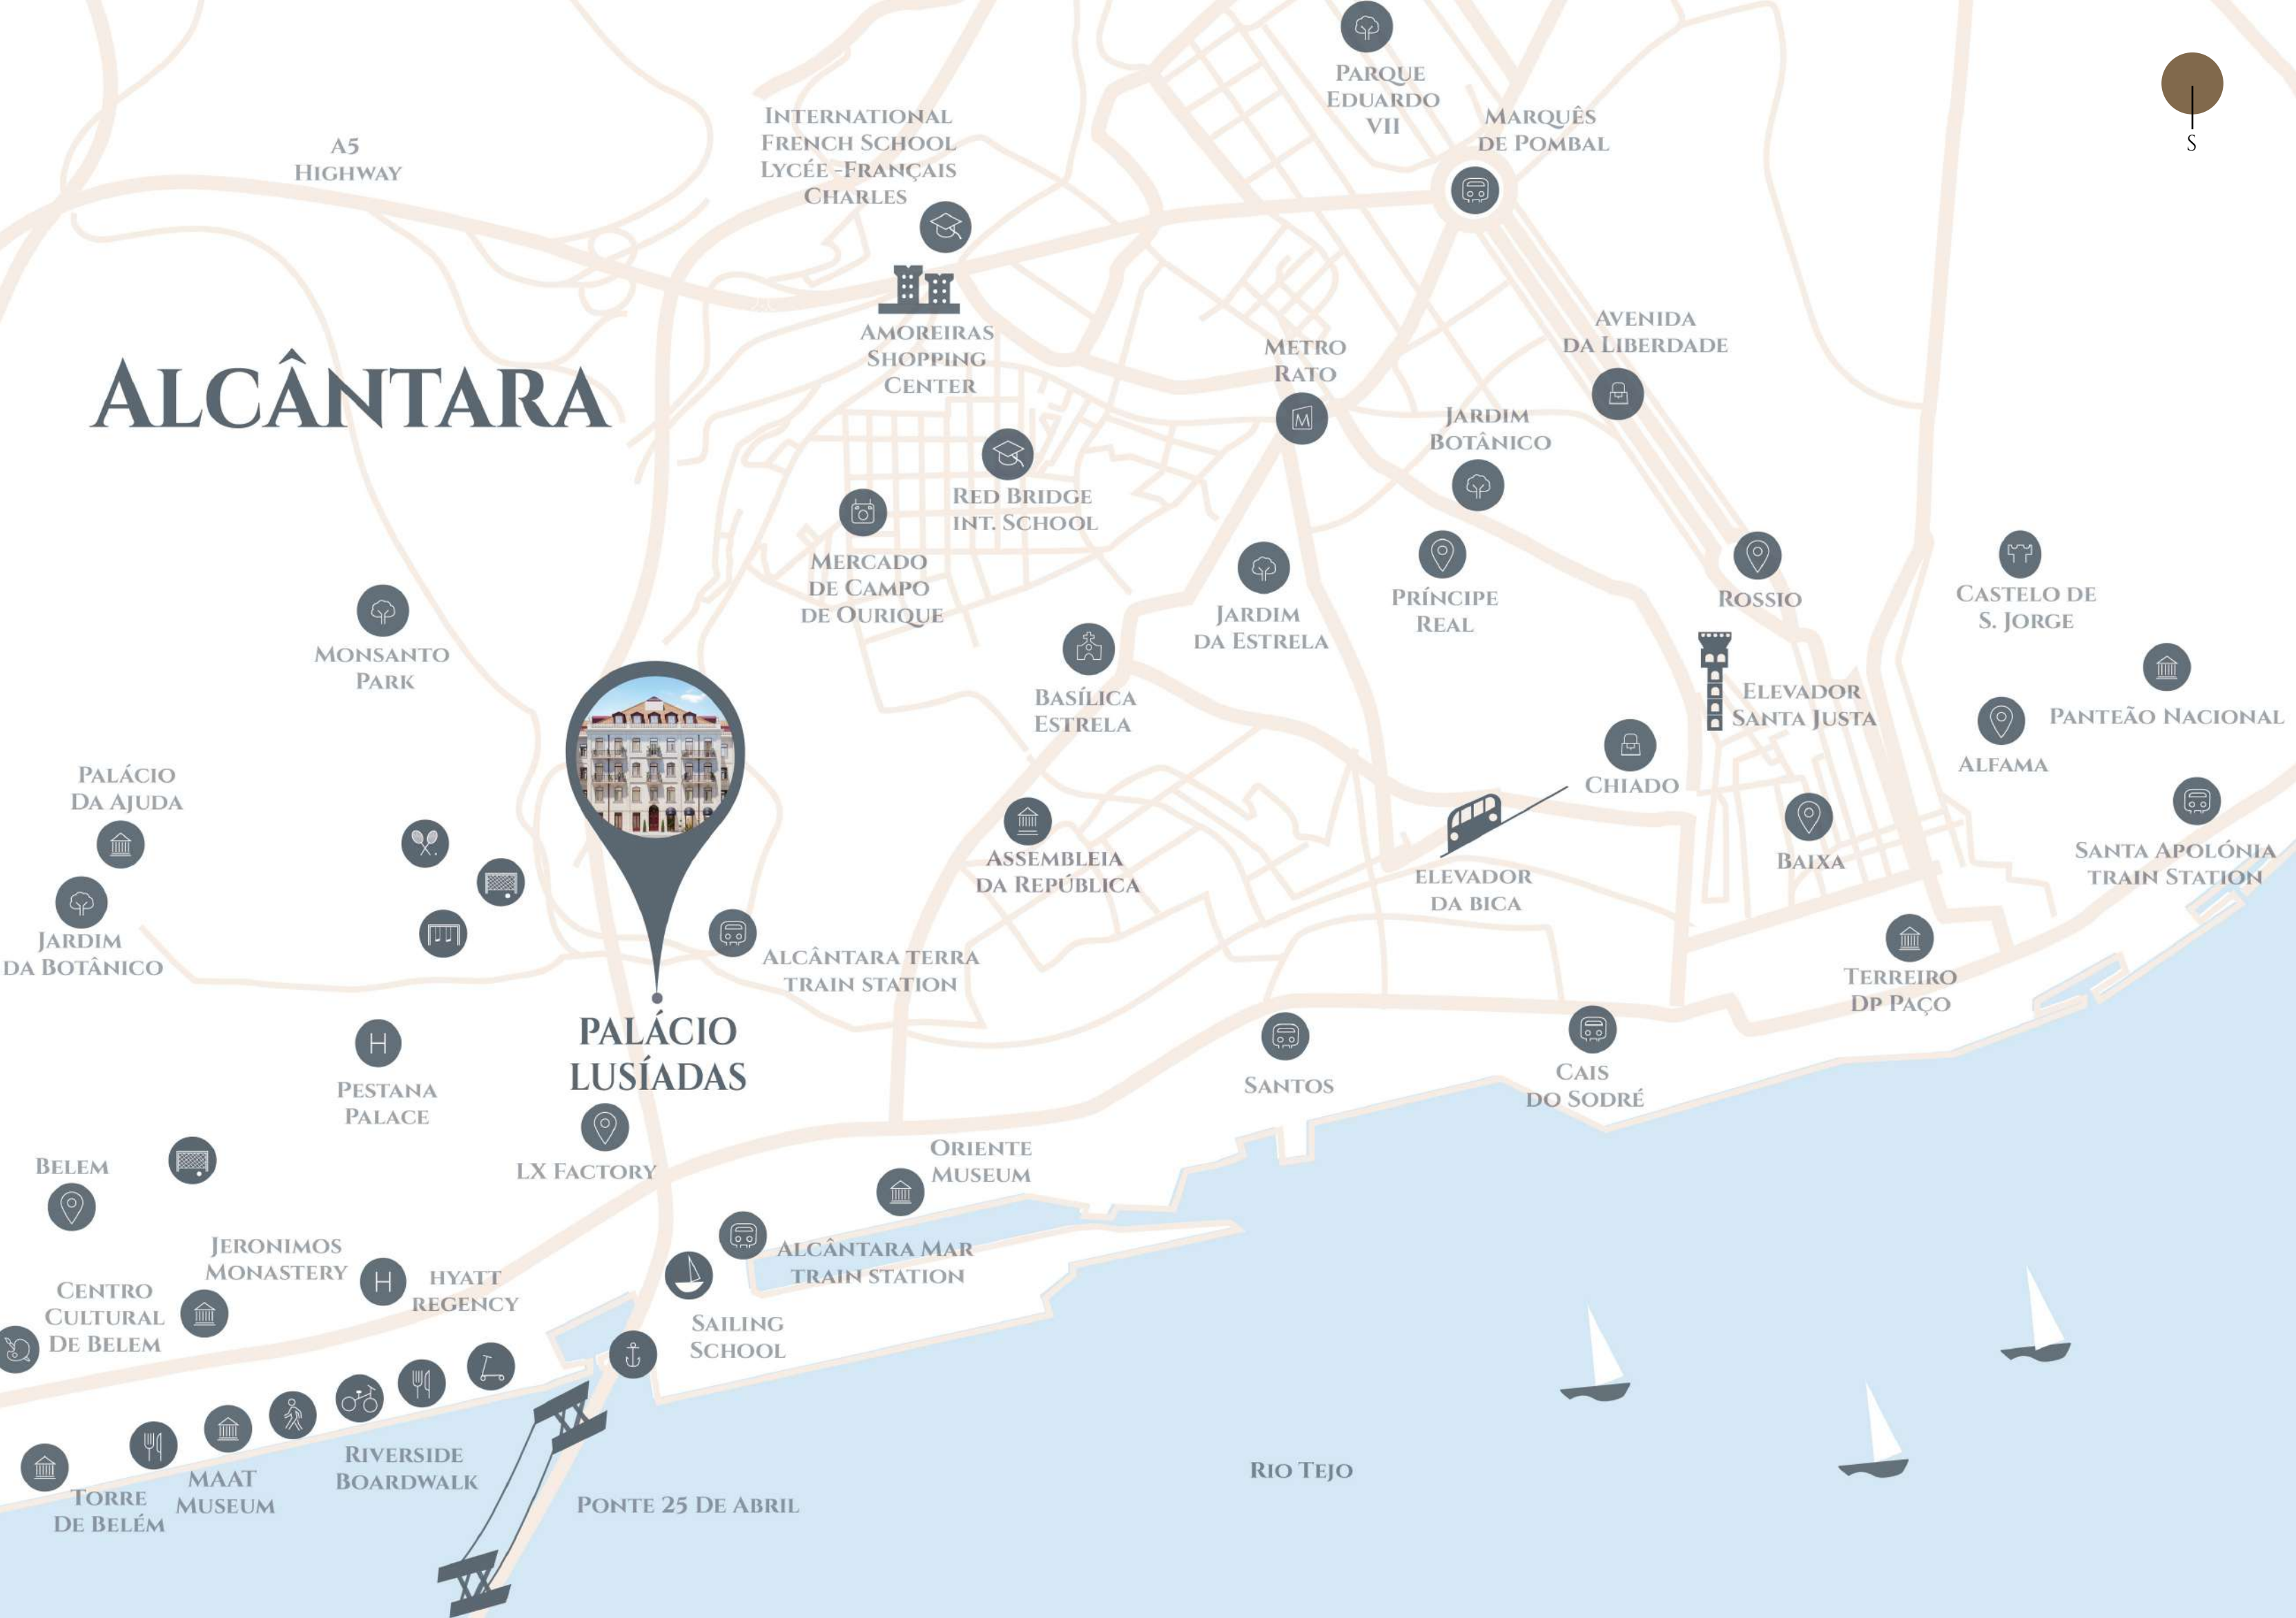 PARQUE
EDUARDO
VII
MARQUÊS
DE POMBAL
S
INTERNATIONAL
FRENCH SCHOOL
LYCÉE -FRANÇAIS
CHARLES
A5
HIGHWAY
AMOREIRAS
SHOPPING
CENTER
METRO
RATO
M
AVENIDA
DA LIBERDADE
ALCÂNTARA
JARDIM
BOTÂNICO
RED BRIDGE
INT. SCHOOL
MERCADO
DE CAMPO
DE OURIQUE
JARDIM
DA ESTRELA
PRÍNCIPE
REAL
ROSSIO
CASTELO DE
S. JORGE
MONSANTO
PARK
BASÍLICA
ESTRELA
ELEVADOR
SANTA JUSTA
PANTEÃO NACIONAL
ALFAMA
CHIADO
PALÁCIO
DA AJUDA
ASSEMBLEIA
DA REPÚBLICA
ELEVADOR
DA BICA
BAIXA
SANTA APOLÓNIA
TRAIN STATION
JARDIM
DA BOTÂNICO
ALCÂNTARA TERRA
TRAIN STATION
TERREIRO
DP PAÇO
PALÁCIO
LUSÍADAS
H
PESTANA
PALACE
SANTOS
CAIS
DO SODRÉ
LX FACTORY
ORIENTE
MUSEUM
BELEM
JERONIMOS
MONASTERY
H
HYATT
REGENCY
ALCÂNTARA MAR
TRAIN STATION
CENTRO
CULTURAL
DE BELEM
SAILING
SCHOOL
RIVERSIDE
BOARDWALK
MAAT
MUSEUM
TORRE
DE BELÉM
PONTE 25 DE ABRIL
RIO TEJO